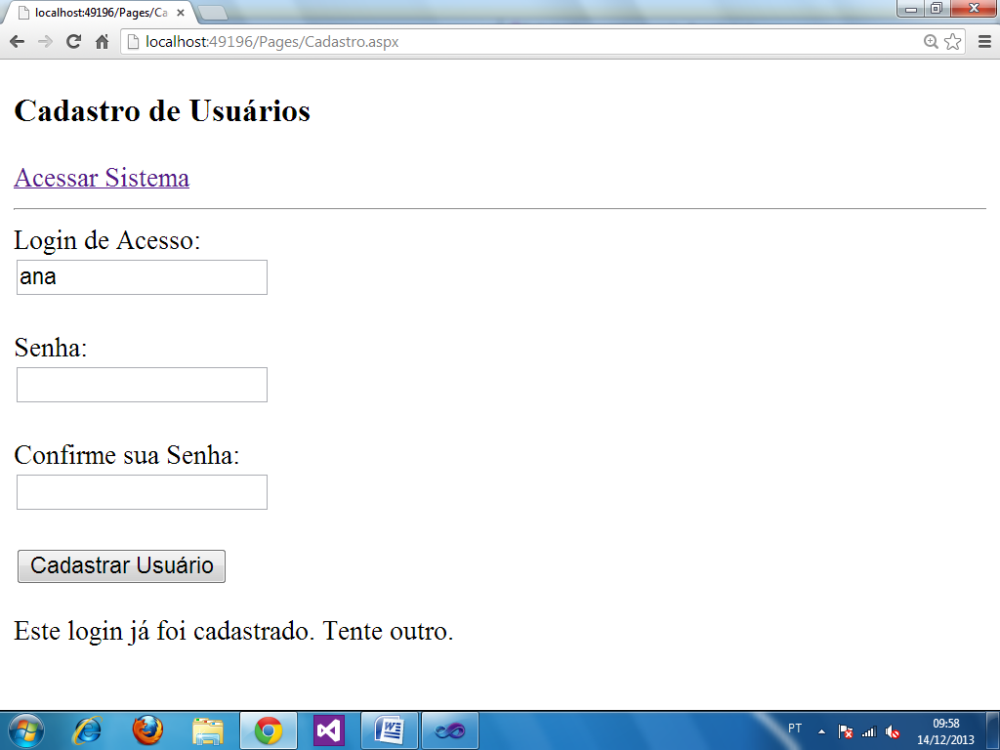 localhost:49196/Pages/Ca
localhost:49196/Pages/Cadastro.aspx
Cadastro de Usuários
Acessar Sistema
Login de Acesso:
ana
Senha:
Confirme sua Senha:
Cadastrar Usuário
Este login já foi cadastrado. Tente outro.
PT
09:58
14/12/2013